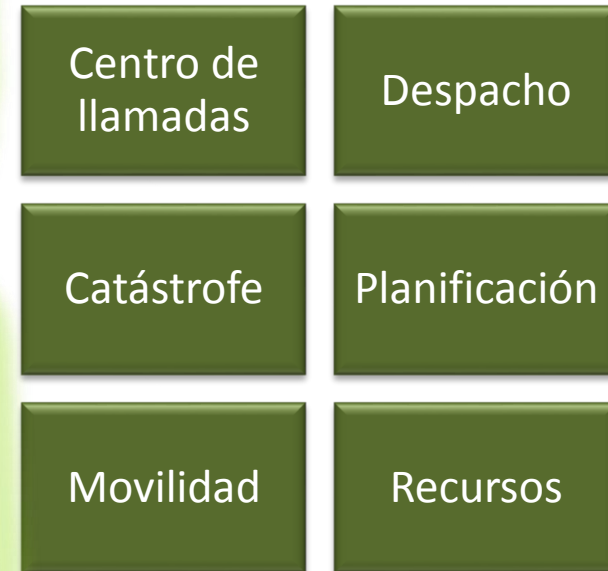 Centro de
llamadas
Despacho
Catástrofe
Planificación
Movilidad
Recursos